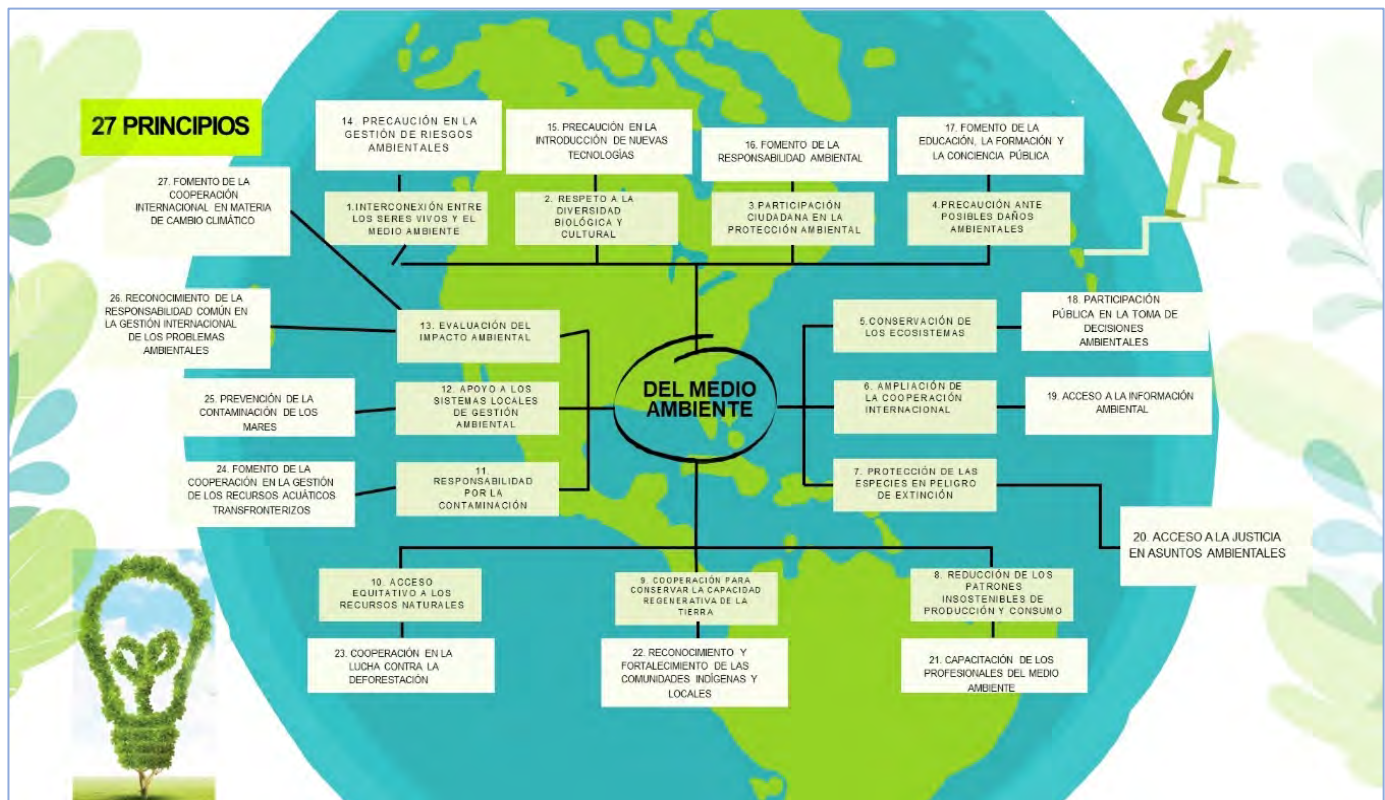 27 PRINCIPIOS
14. PRECAUCIÓN EN LA
GESTIÓN DE RIESGOS
AMBIENTALES
15. PRECAUCIÓN EN LA
INTRODUCCIÓN DE NUEVAS
TECNOLOGÍAS
16. FOMENTO DE LA
RESPONSABILIDAD AMBIENTAL
17. FOMENTO DE LA
EDUCACIÓN, LA FORMACIÓN Y
LA CONCIENCIA PÚBLICA
27. FOMENTO DE LA
COOPERACIÓN
INTERNACIONAL EN MATERIA
DE CAMBIO CLIMÁTICO
1.INTERCONEXIÓN ENTRE
LOS SERES VIVOS Y EL
MEDIO AMBIENTE
2. RESPETO A LA
DIVERSIDAD
BIOLÓGICA Y
CULTURAL
3.PARTICIPACIÓN
CIUDADANA EN LA
PROTECCIÓN AMBIENTAL
4.PRECAUCIÓN ANTE
POSIBLES DAÑOS
AMBIENTALES
26. RECONOCIMIENTO DE LA
RESPONSABILIDAD COMÚN EN
LA GESTIÓN INTERNACIONAL
DE LOS PROBLEMAS
AMBIENTALES
13. EVALUACIÓN DEL
IMPACTO AMBIENTAL
5.CONSERVACIÓN DE
LOS ECOSISTEMAS
18. PARTICIPACIÓN
PÚBLICA EN LA TOMA DE
DECISIONES
AMBIENTALES
25. PREVENCIÓN DE LA
CONTAMINACIÓN DE LOS
MARES
12. APOYO A LOS
SISTEMAS LOCALES
DE GESTIÓN
AMBIENTAL
DEL MEDIO
AMBIENTE
6. AMPLIACIÓN DE
LA COOPERACIÓN
INTERNACIONAL
19. ACCESO A LA INFORMACIÓN
AMBIENTAL
24. FOMENTO DE LA
COOPERACIÓN EN LA GESTIÓN
DE LOS RECURSOS ACUÁTICOS
TRANSFRONTERIZOS
11.
RESPONSABILIDAD
POR LA
CONTAMINACIÓN
7. PROTECCIÓN DE LAS
ESPECIES EN PELIGRO
DE EXTINCIÓN
20. ACCESO A LA JUSTICIA
EN ASUNTOS AMBIENTALES
10. ACCESO
EQUITATIVO A LOS
RECURSOS NATURALES
9. COOPERACIÓN PARA
CONSERVAR LA CAPACIDAD
REGENERATIVA DE LA
TIERRA
8. REDUCCIÓN DE LOS
PATRONES
INSOSTENIBLES DE
PRODUCCIÓN Y CONSUMO
23. COOPERACIÓN EN LA
LUCHA CONTRA LA
DEFORESTACIÓN
22. RECONOCIMIENTO Y
FORTALECIMIENTO DE LAS
COMUNIDADES INDÍGENAS Y
LOCALES
21. CAPACITACIÓN DE LOS
PROFESIONALES DEL MEDIO
AMBIENTE